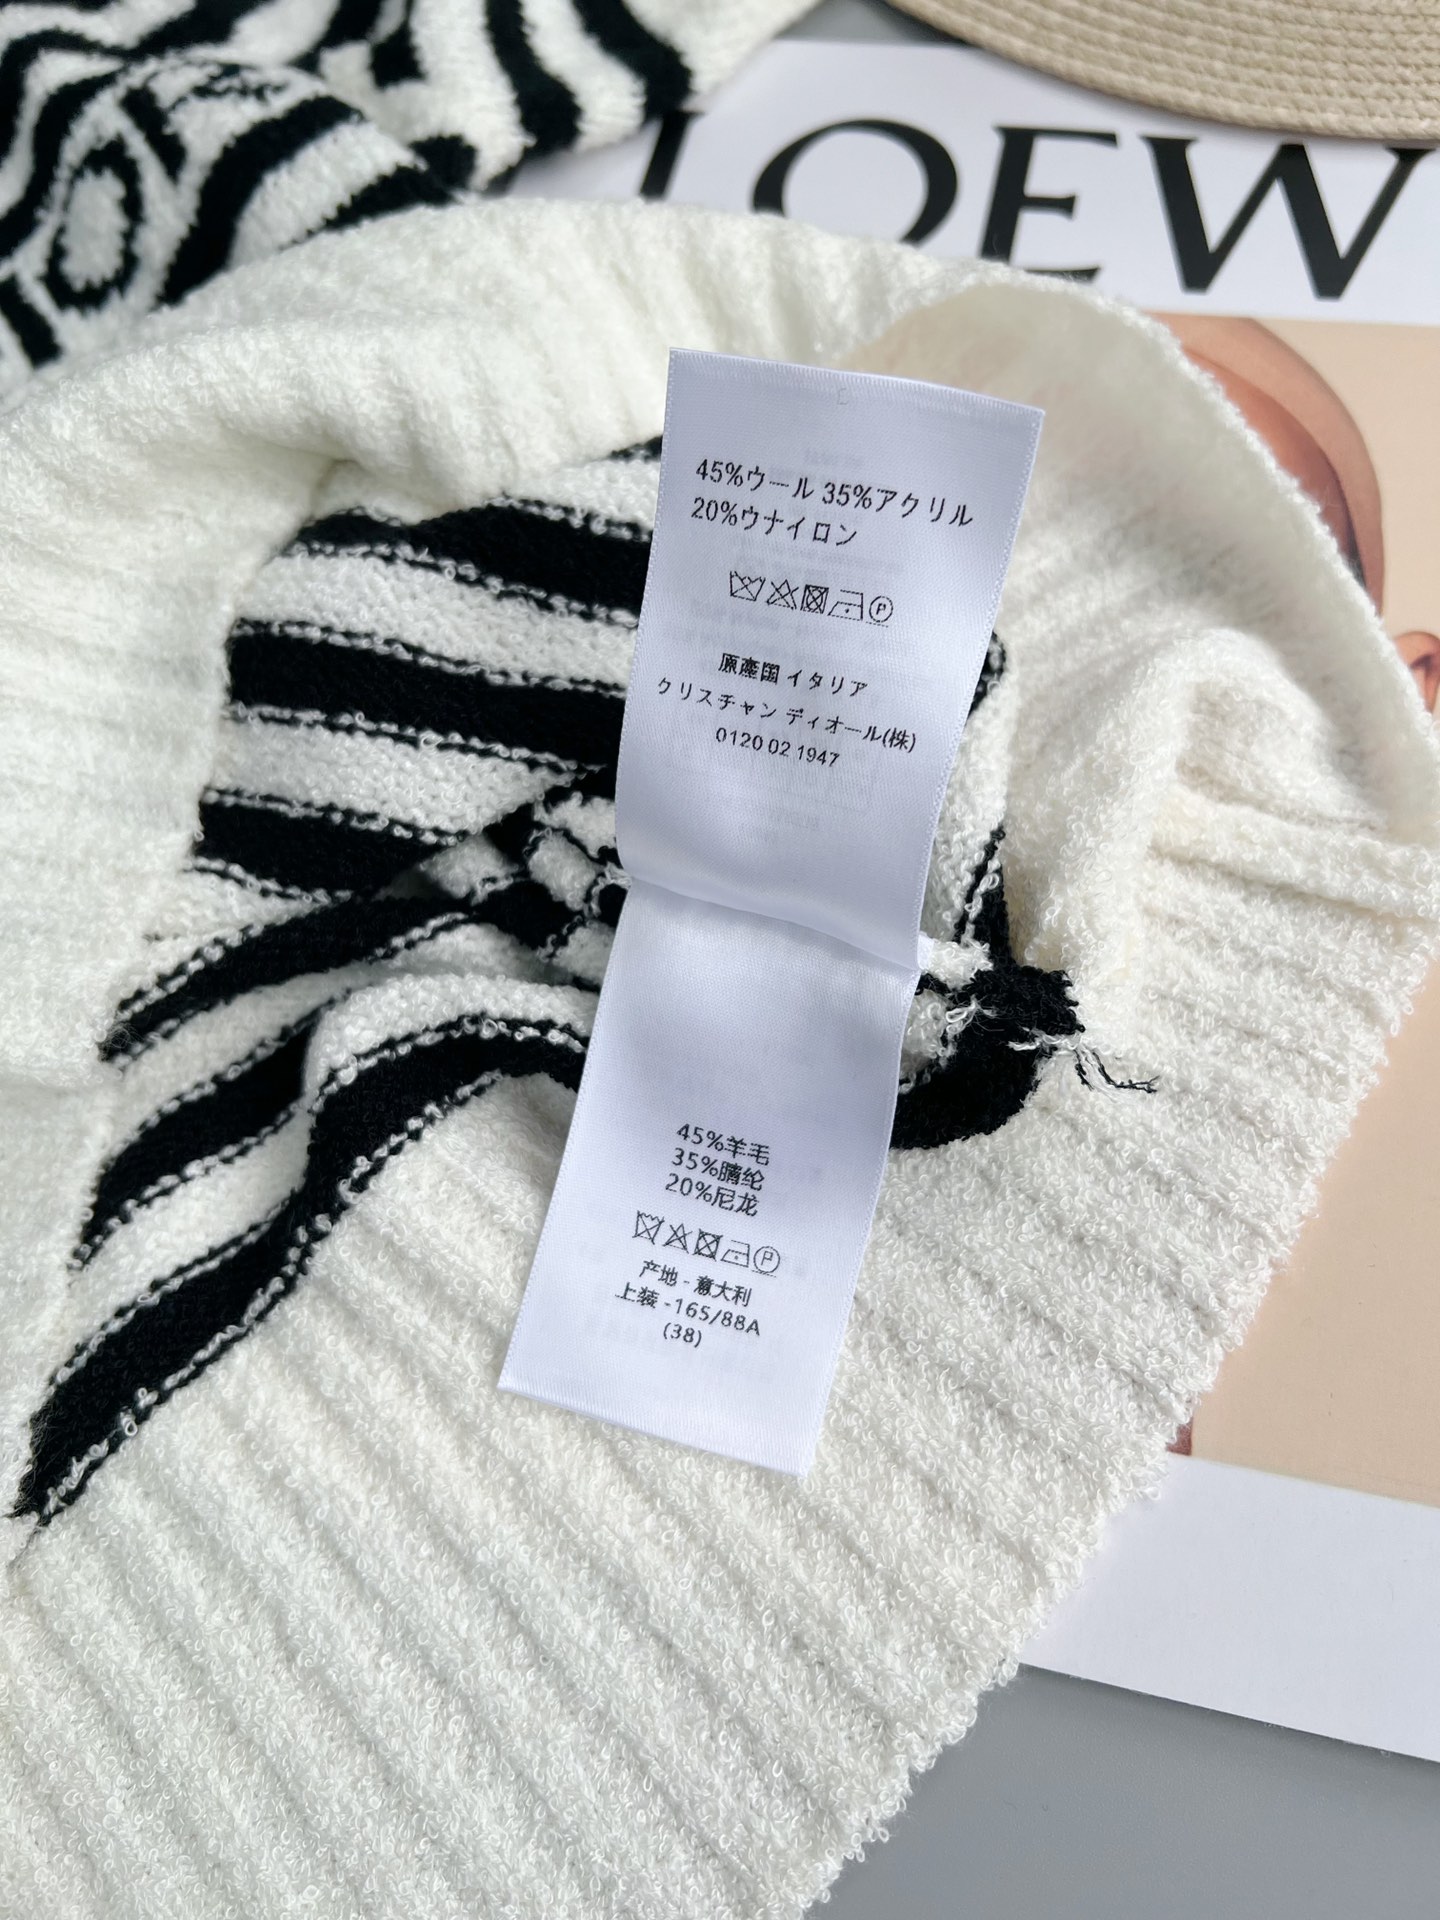 LOEW
45%ウール 35%アクリル
20%ウナイロン
原產国 イタリア
クリスチャン ディオール(株)
0120 02 1947
45%羊毛
35%腈纶
20%尼龙
产地 - 意大利
上装 -165/88A
(38)